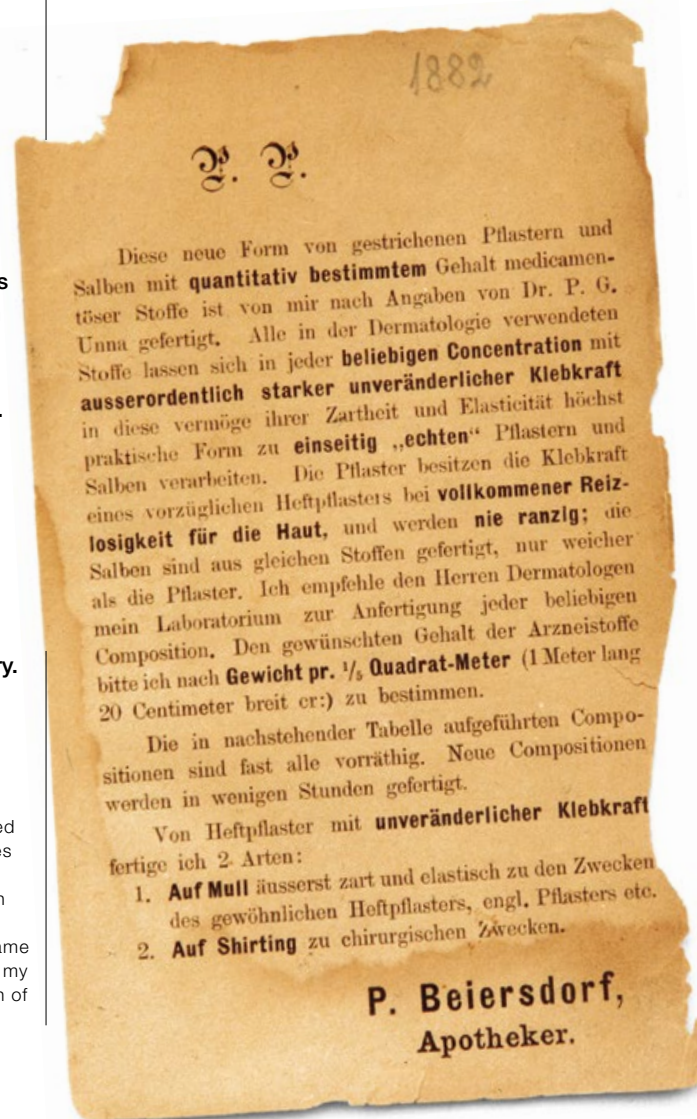 1882
P. P.
Diese neue Form von gestrichenen Pflastern und
Salben mit quantitativ bestimmtem Gehalt medicamen-
töser Stoffe ist von mir nach Angaben von Dr. P. G.
Unna gefertigt. Alle in der Dermatologie verwendeten
Stoffe lassen sich in jeder beliebigen Concentration mit
ausserordentlich starker unveränderlicher Klebkraft
in diese vermöge ihrer Zartheit und Elasticität höchst
praktische Form zu einseitig „echten“ Pflastern und
Salben verarbeiten. Die Pflaster besitzen die Klebkraft
eines vorzüglichen Heftpflasters bei vollkommener Reiz-
losigkeit für die Haut, und werden nie ranzig; die
Salben sind aus gleichen Stoffen gefertigt, nur weicher
als die Pflaster. Ich empfehle den Herren Dermatologen
mein Laboratorium zur Anfertigung jeder beliebigen
Composition. Den gewünschten Gehalt der Arzneistoffe
bitte ich nach Gewicht pr. 1/5 Quadrat-Meter (1 Meter lang
20 Centimeter breit cr:) zu bestimmen.
Die in nachstehender Tabelle aufgeführten Compo-
sitionen sind fast alle vorräthig. Neue Compositionen
werden in wenigen Stunden gefertigt.
Von Heftpflaster mit unveränderlicher Klebkraft
fertige ich 2 Arten:
1. Auf Mull äusserst zart und elastisch zu den Zwecken
des gewöhnlichen Heftpflasters, engl. Pflasters etc.
2. Auf Shirting zu chirurgischen Zwecken.
P. Beiersdorf,
Apotheker.
my
of